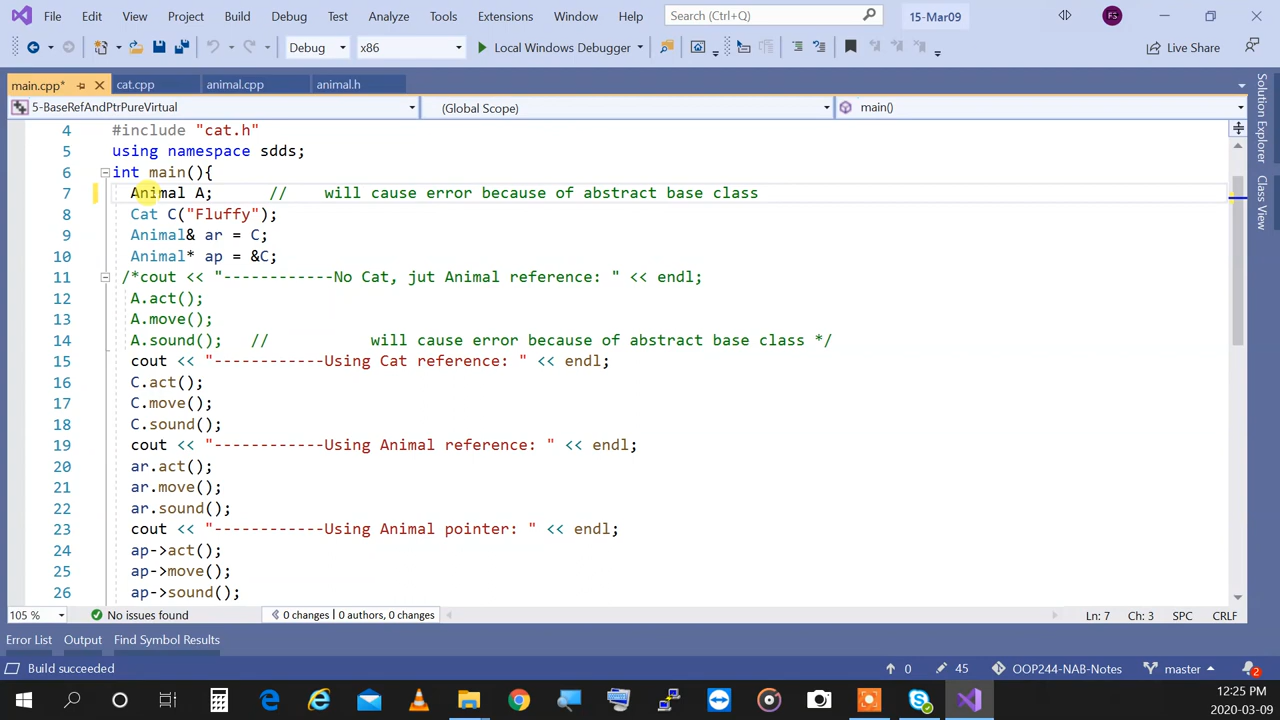 File Edit View Project Build Debug Test Analyze Tools Extensions Window Help Search (Ctrl+Q) 15-Mar09 FS
Debug x86 Local Windows Debugger Live Share
main.cpp* cat.cpp animal.cpp animal.h
5-BaseRefAndPtrPureVirtual (Global Scope) main()
4 #include "cat.h"
5 using namespace sdds;
6 int main(){
7 Animal A; // will cause error because of abstract base class
8 Cat C("Fluffy");
9 Animal& ar = C;
10 Animal* ap = &C;
11 /*cout << "------------No Cat, jut Animal reference: " << endl;
12 A.act();
13 A.move();
14 A.sound(); // will cause error because of abstract base class */
15 cout << "------------Using Cat reference: " << endl;
16 C.act();
17 C.move();
18 C.sound();
19 cout << "------------Using Animal reference: " << endl;
20 ar.act();
21 ar.move();
22 ar.sound();
23 cout << "------------Using Animal pointer: " << endl;
24 ap->act();
25 ap->move();
26 ap->sound();
Solution Explorer
Class View
105 % No issues found 0 changes | 0 authors, 0 changes Ln: 7 Ch: 3 SPC CRLF
Error List Output Find Symbol Results
Build succeeded 0 45 OOP244-NAB-Notes master 2
12:25 PM
2020-03-09